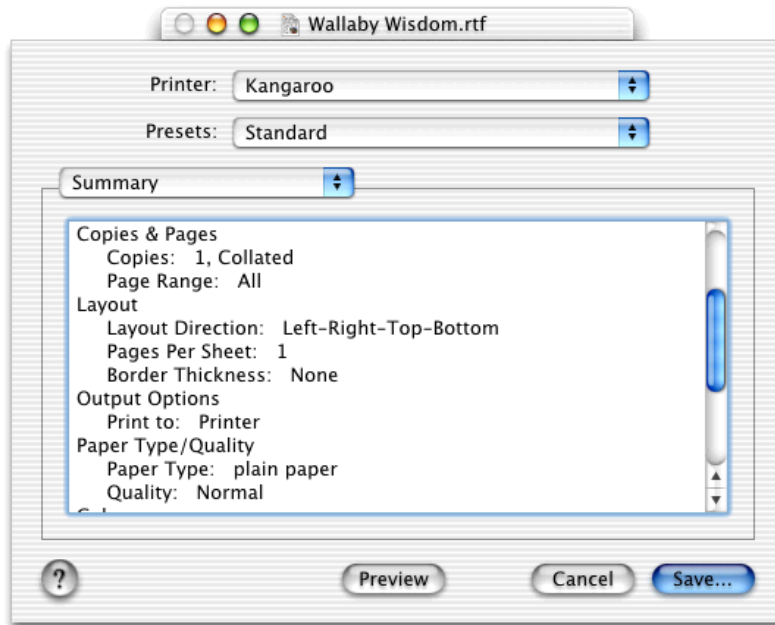 Wallaby Wisdom.rtf
Printer: Kangaroo
Presets: Standard
Summary
Copies & Pages
Copies: 1, Collated
Page Range: All
Layout
Layout Direction: Left-Right-Top-Bottom
Pages Per Sheet: 1
Border Thickness: None
Output Options
Print to: Printer
Paper Type/Quality
Paper Type: plain paper
Quality: Normal
? Preview Cancel Save...